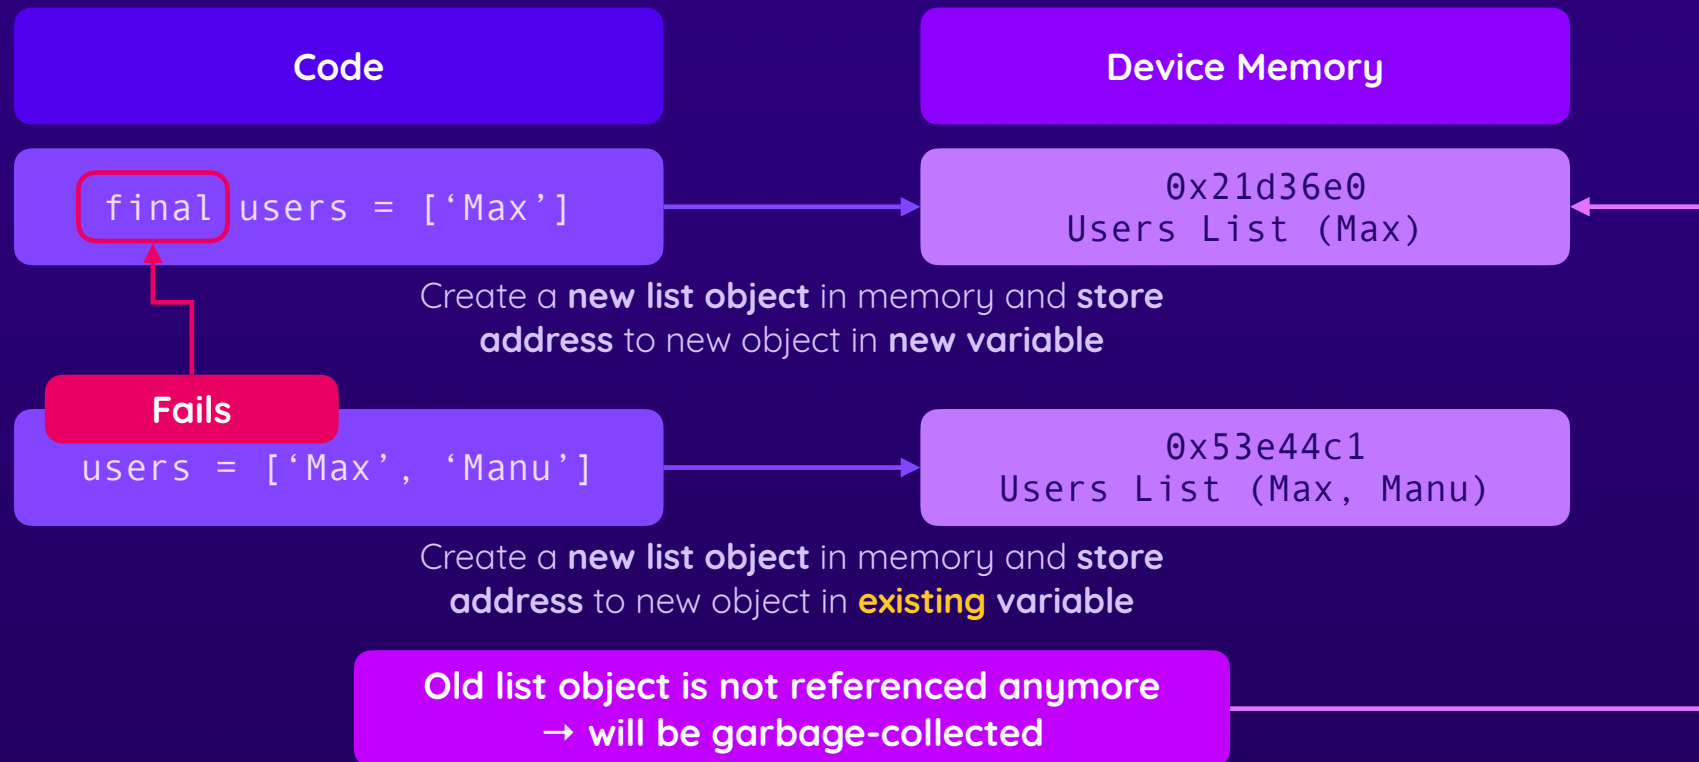 Code
Device Memory
final users = [‘Max’]
0x21d36e0
Users List (Max)
Create a new list object in memory and store
address to new object in new variable
Fails
users = [‘Max’, ‘Manu’]
0x53e44c1
Users List (Max, Manu)
Create a new list object in memory and store
address to new object in existing variable
Old list object is not referenced anymore
→ will be garbage-collected